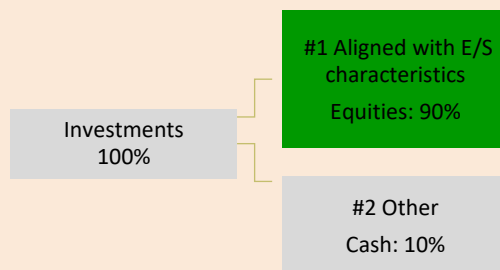 Investments
100%
#1 Aligned with E/S
characteristics
Equities: 90%
#2 Other
Cash: 10%